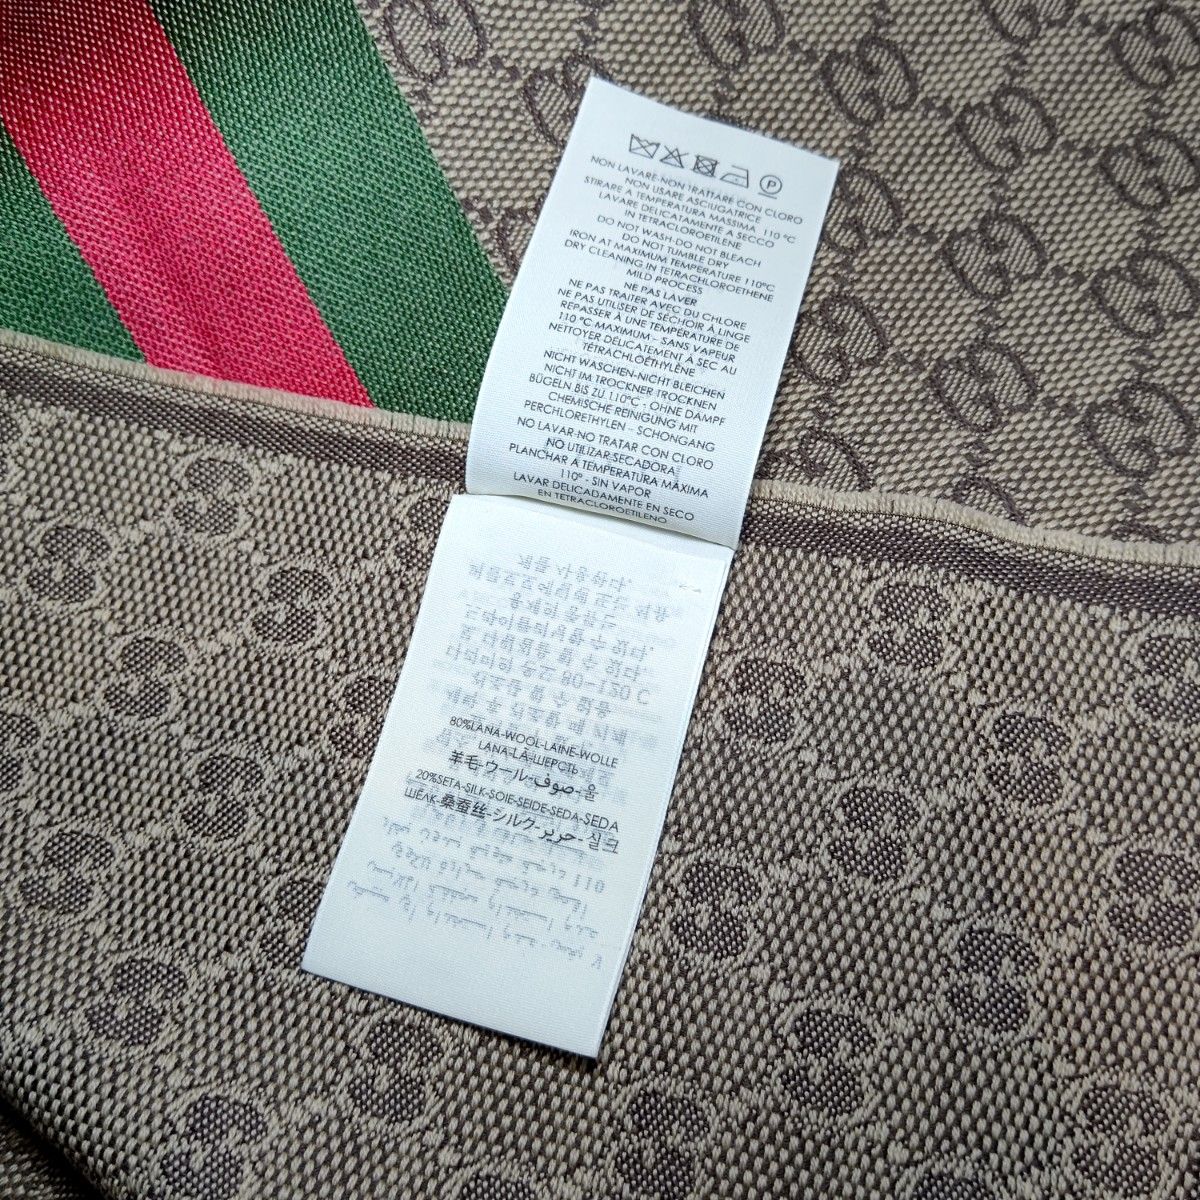 NON LAVARE-NON TRATTARE CON CLORO
NON USARE ASCIUGATRICE
STIRARE A TEMPERATURA MASSIMA 110 °C
LAVARE DELICATAMENTE A SECCO
IN TETRACLOROETILENE
DO NOT WASH-DO NOT BLEACH
DO NOT TUMBLE DRY
IRON AT MAXIMUM TEMPERATURE 110°C
DRY CLEANING IN TETRACHLOROETHENE
MILD PROCESS
NE PAS LAVER
NE PAS TRAITER AVEC DU CHLORE
NE PAS UTILISER DE SÉCHOIR À LINGE
REPASSER À UNE TEMPÉRATURE DE
110 °C MAXIMUM - SANS VAPEUR
NETTOYER DÉLICATEMENT À SEC AU
TÉTRACHLOÉTHYLÈNE
NICHT WASCHEN-NICHT BLEICHEN
NICHT IM TROCKNER TROCKNEN
BÜGELN BIS ZU 110°C - OHNE DAMPF
CHEMISCHE REINIGUNG MIT
PERCHLORETHYLEN - SCHONGANG
NO LAVAR-NO TRATAR CON CLORO
NO UTILIZAR SECADORA
PLANCHAR A TEMPERATURA MÁXIMA
110° - SIN VAPOR
LAVAR DELICADAMENTE EN SECO
EN TETRACLOROETILENO
80%LANA-WOOL-LAINE-WOLLE
LANA-LÃ-ШЕРСТЬ
羊毛-ウール-صوف-울
20%SETA-SILK-SOIE-SEIDE-SEDA-SEDA
ШЁЛК-桑蚕丝-シルク-حرير-실크